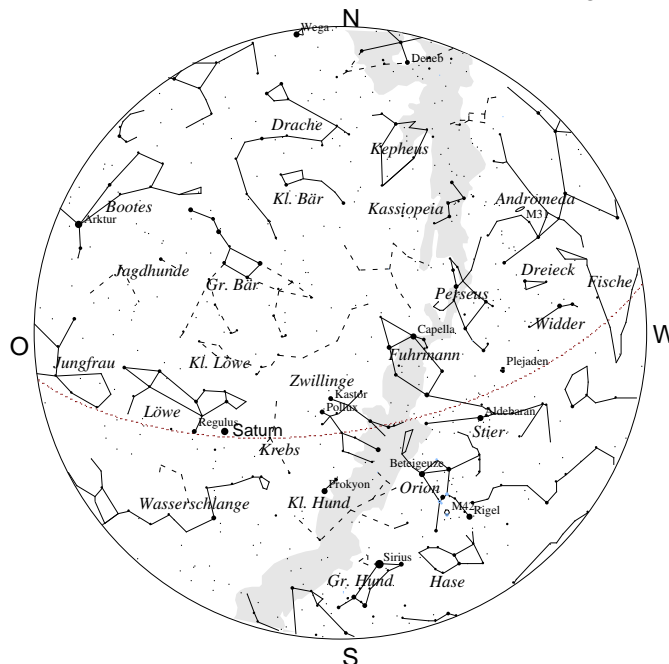 N
Wega
Deneb
Drache
Kepheus
Kl. Bär
Andromeda
Bootes
Kassiopeia
M31
Arktur
Jagdhunde
Gr. Bär
Dreieck
Fische
Perseus
Widder
Capella
O
W
Fuhrmann
Jungfrau
Kl. Löwe
Plejaden
Zwillinge
Kastor
Pollux
Löwe
Aldebaran
Regulus
Saturn
Stier
Krebs
Beteigeuze
Prokyon
Orion
Wasserschlange
Kl. Hund
M42
Rigel
Sirius
Gr. Hund
Hase
S